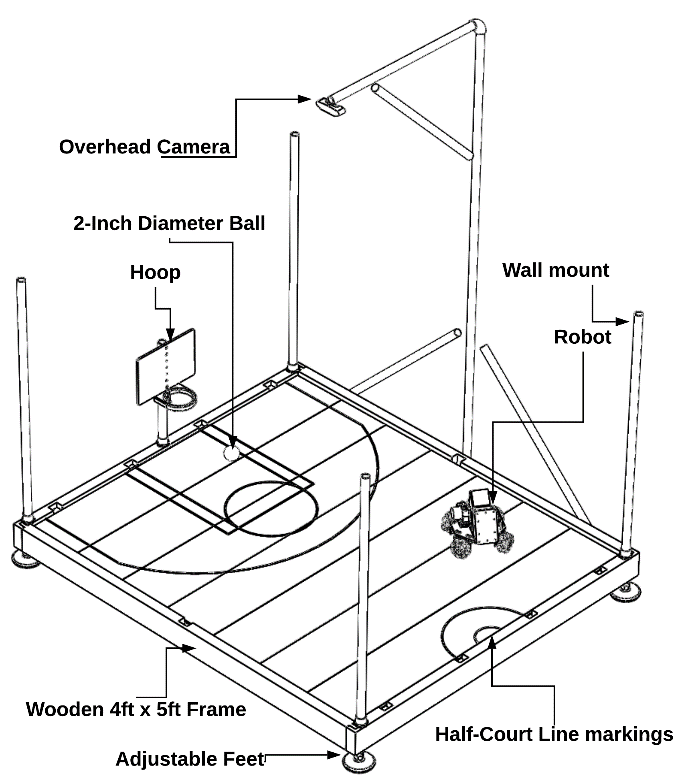 Overhead Camera
2-Inch Diameter Ball
Hoop
Wall mount
Robot
Wooden 4ft x 5ft Frame
Half-Court Line markings
Adjustable Feet